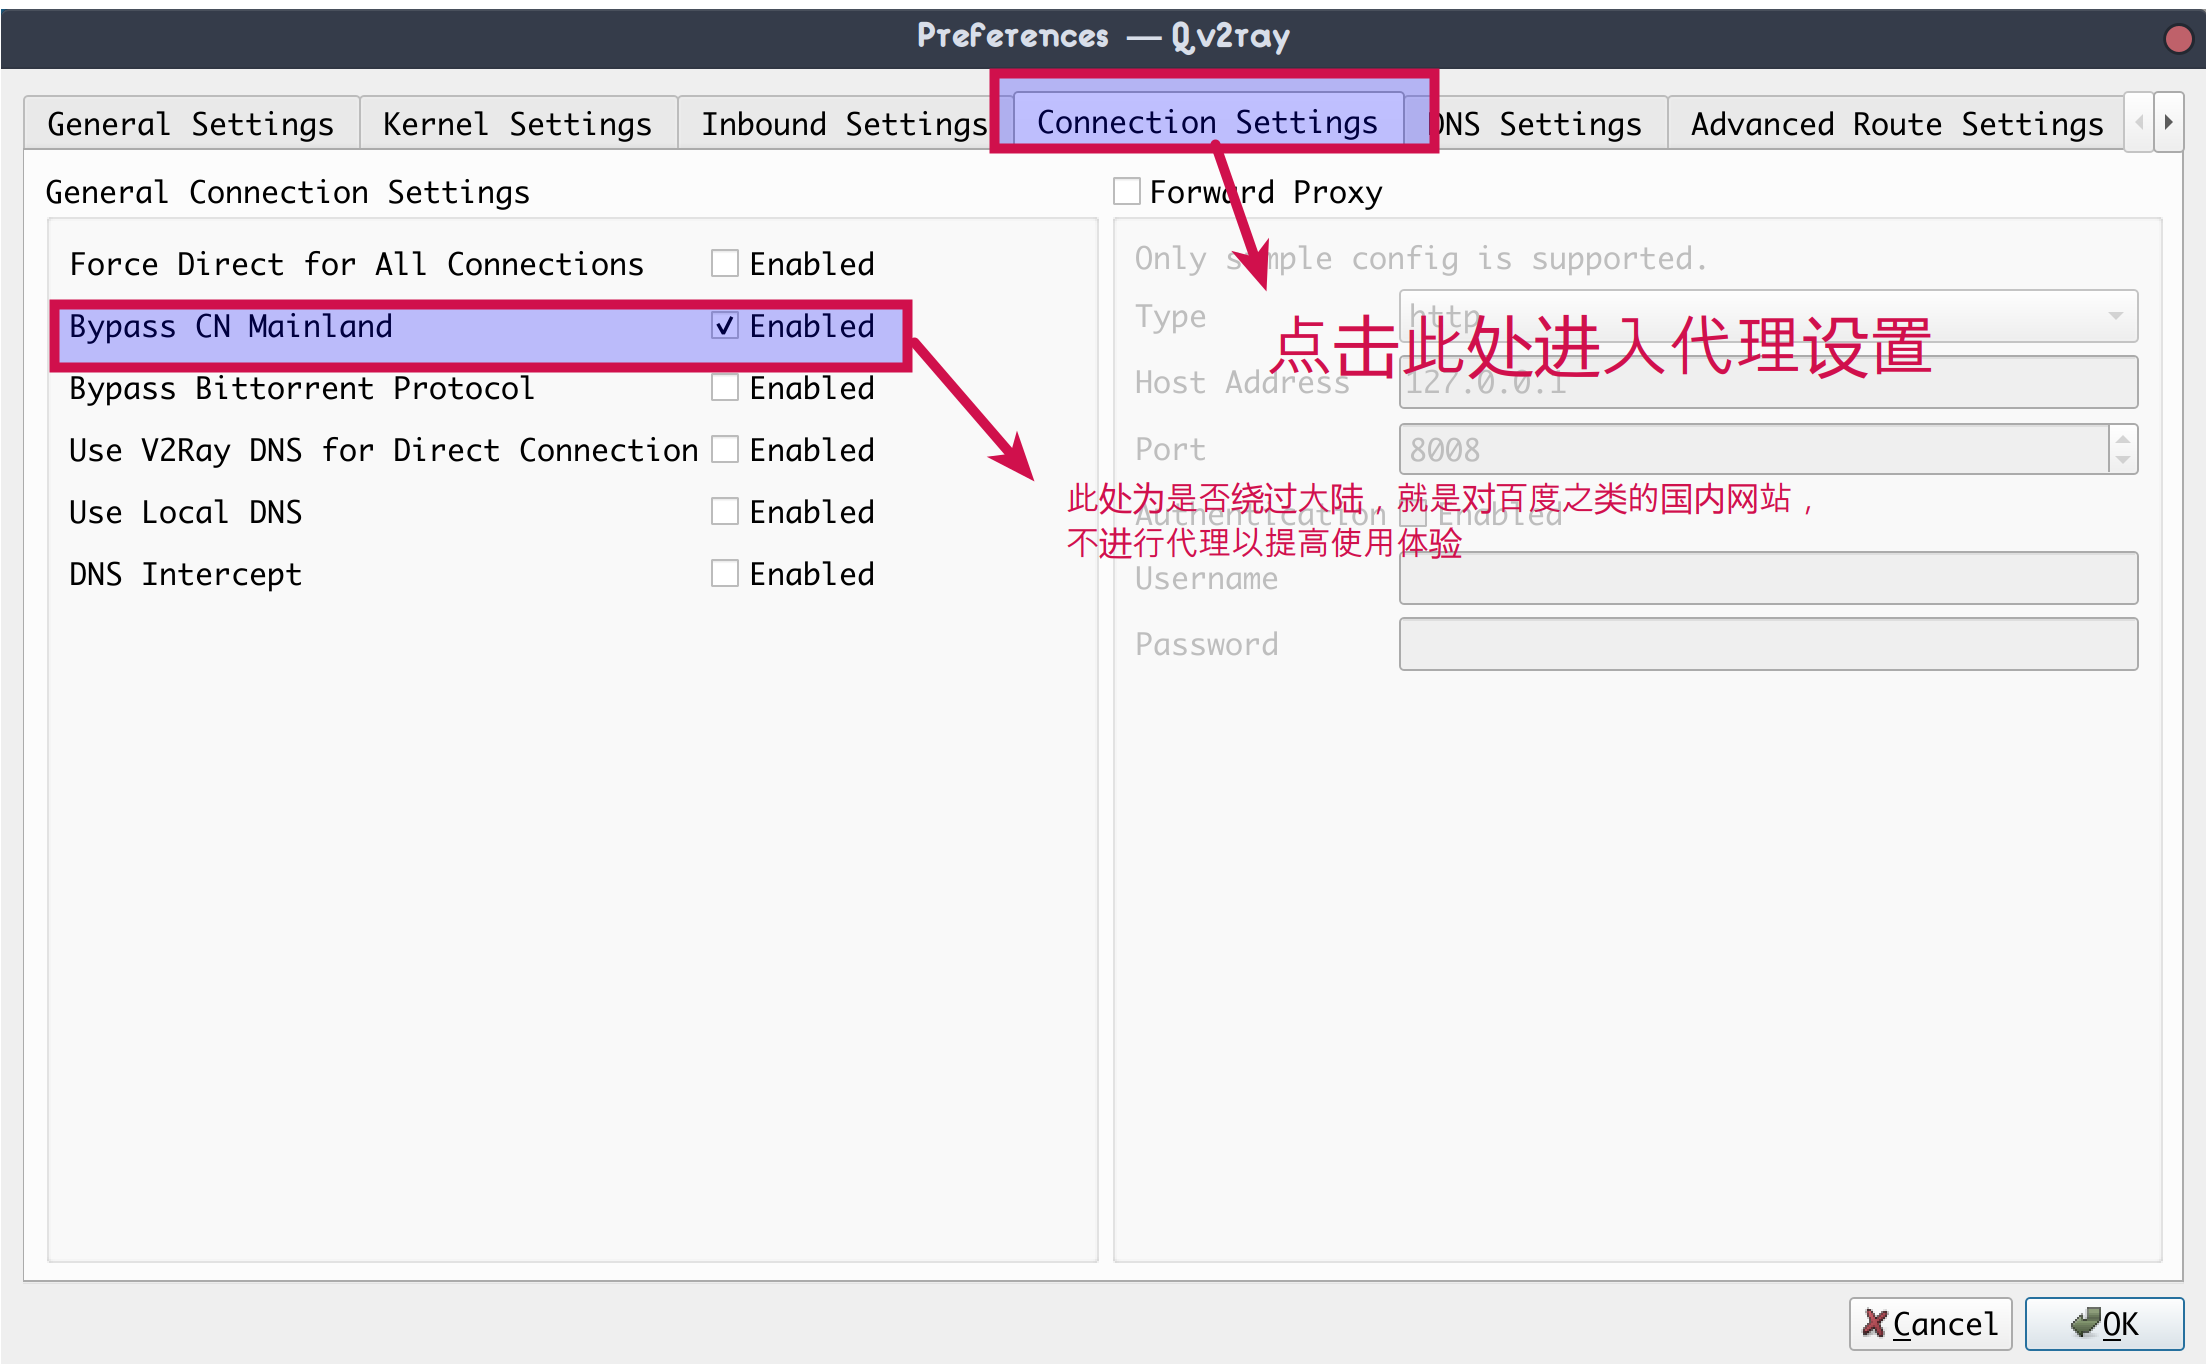 Preferences — Qv2ray
General Settings
Kernel Settings
Inbound Settings
Connection Settings
DNS Settings
Advanced Route Settings
General Connection Settings
Force Direct for All Connections Enabled
Bypass CN Mainland Enabled
Bypass Bittorrent Protocol Enabled
Use V2Ray DNS for Direct Connection Enabled
Use Local DNS Enabled
DNS Intercept Enabled
Forward Proxy
Only simple config is supported.
Type http
点击此处进入代理设置
Host Address 127.0.0.1
Port 8008
此处为是否绕过大陆，就是对百度之类的国内网站，
不进行代理以提高使用体验
Authentication Enabled
Username
Password
Cancel
OK